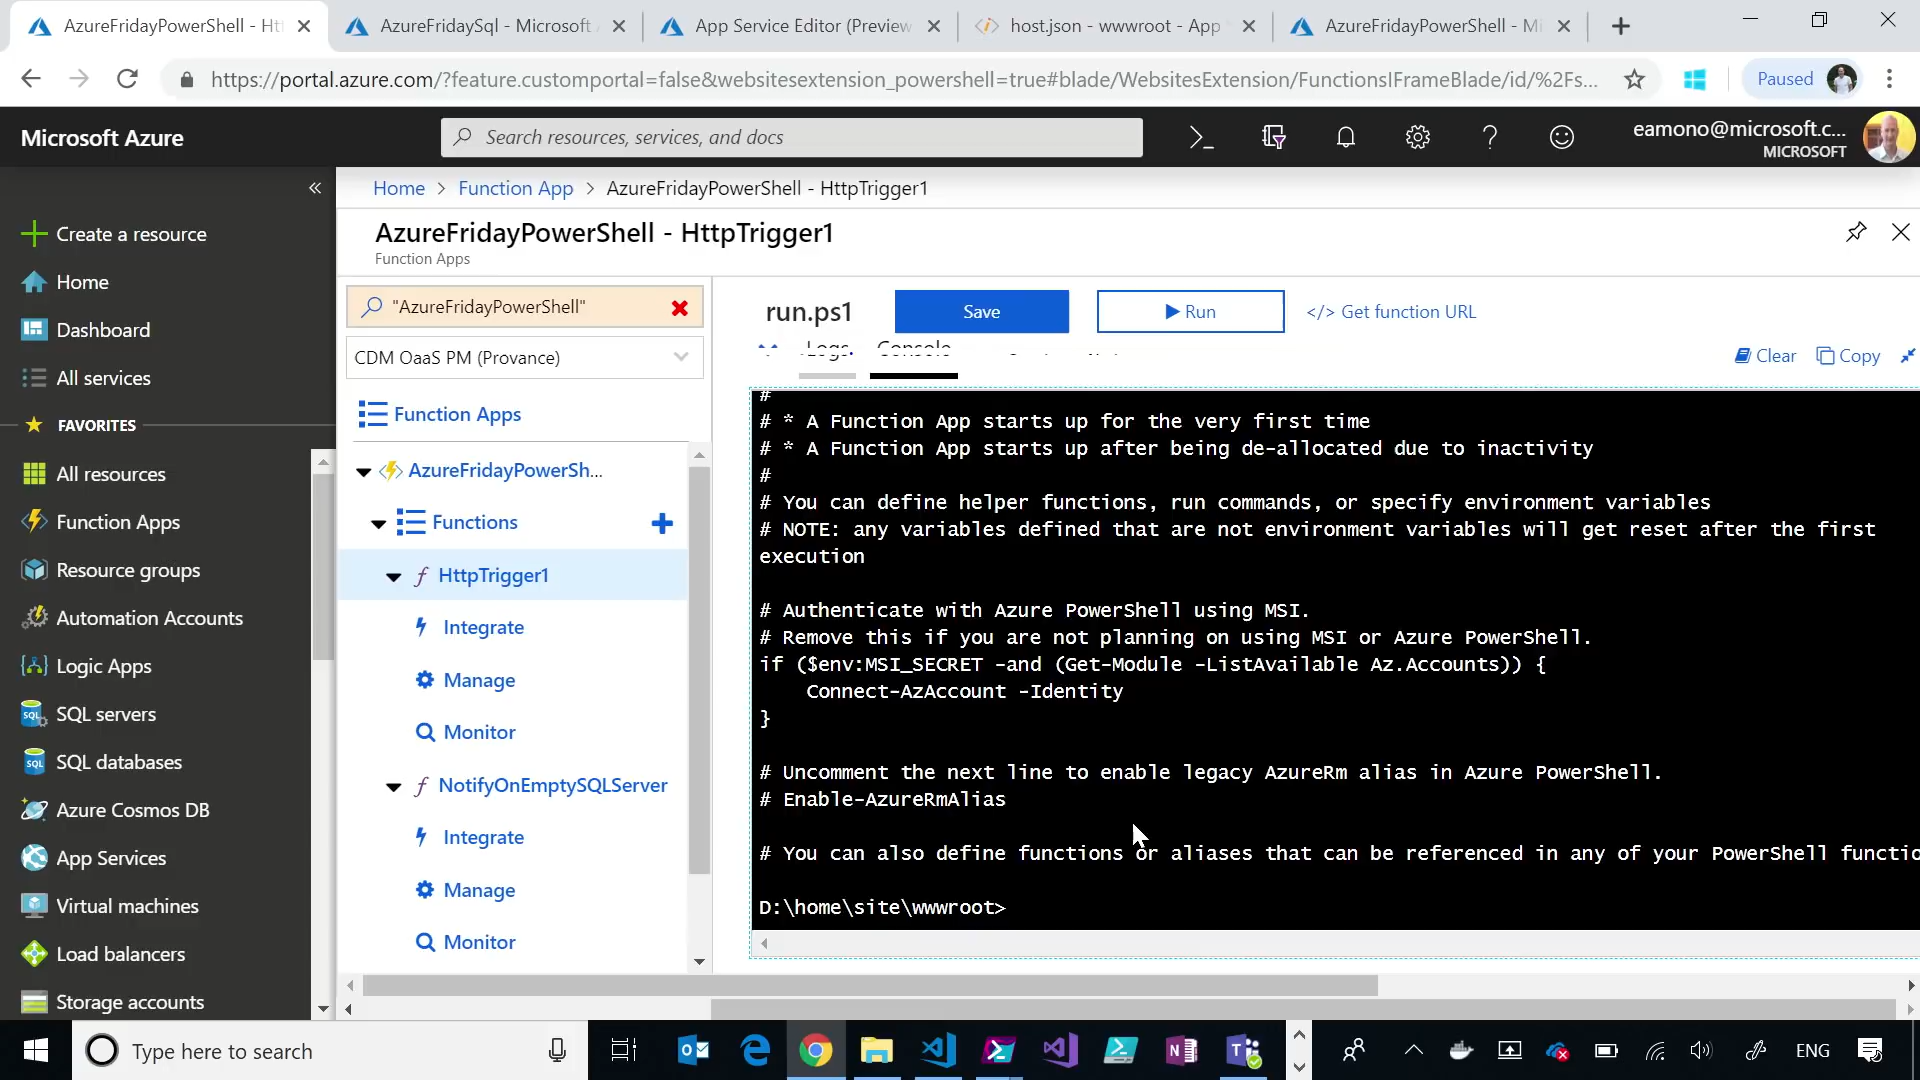 AzureFridayPowerShell - Htt
AzureFridaySql - Microsoft
App Service Editor (Preview
host.json - wwwroot - App
AzureFridayPowerShell - Mi
https://portal.azure.com/?feature.customportal=false&websitesextension_powershell=true#blade/WebsitesExtension/FunctionsIFrameBlade/id/%2Fs...
Paused
Microsoft Azure
Search resources, services, and docs
eamono@microsoft.c...
MICROSOFT
Home > Function App > AzureFridayPowerShell - HttpTrigger1
AzureFridayPowerShell - HttpTrigger1
Function Apps
Create a resource
Home
Dashboard
All services
FAVORITES
All resources
Function Apps
Resource groups
Automation Accounts
Logic Apps
SQL servers
SQL databases
Azure Cosmos DB
App Services
Virtual machines
Load balancers
Storage accounts
"AzureFridayPowerShell"
CDM OaaS PM (Provance)
Function Apps
AzureFridayPowerSh...
Functions
HttpTrigger1
Integrate
Manage
Monitor
NotifyOnEmptySQLServer
Integrate
Manage
Monitor
run.ps1
Save
Run
</> Get function URL
Logs
Console
Clear
Copy
#
# * A Function App starts up for the very first time
# * A Function App starts up after being de-allocated due to inactivity
#
# You can define helper functions, run commands, or specify environment variables
# NOTE: any variables defined that are not environment variables will get reset after the first
execution
# Authenticate with Azure PowerShell using MSI.
# Remove this if you are not planning on using MSI or Azure PowerShell.
if ($env:MSI_SECRET -and (Get-Module -ListAvailable Az.Accounts)) {
Connect-AzAccount -Identity
}
# Uncomment the next line to enable legacy AzureRm alias in Azure PowerShell.
# Enable-AzureRmAlias
# You can also define functions or aliases that can be referenced in any of your PowerShell functio
D:\home\site\wwwroot>
Type here to search
ENG